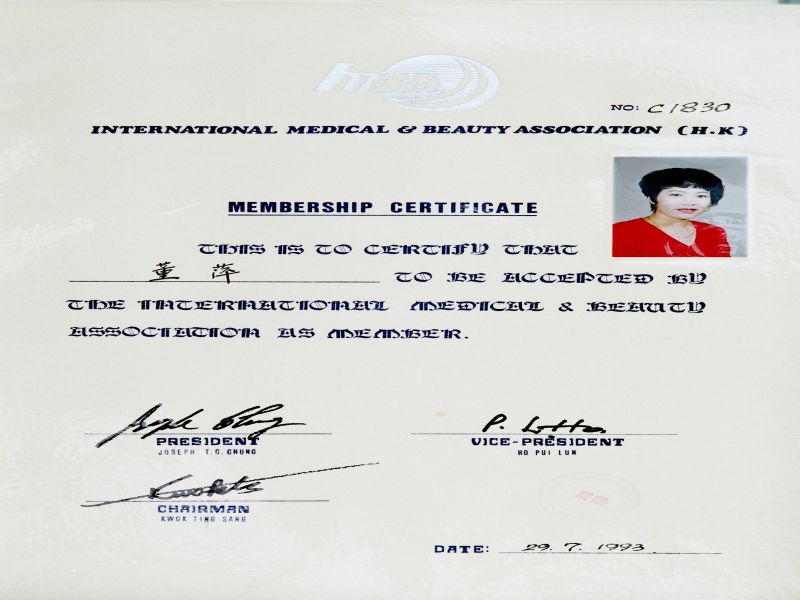 NO: C1830
INTERNATIONAL MEDICAL & BEAUTY ASSOCIATION (H.K)
MEMBERSHIP CERTIFICATE
THIS IS TO CERTIFY THAT
董萍 TO BE ACCEPTED BY
THE INTERNATIONAL MEDICAL & BEAUTY
ASSOCIATION AS MEMBER.
PRESIDENT
JOSEPH T.C. CHUNG
VICE-PRESIDENT
HO PUI LUN
CHAIRMAN
KWOK TING SANG
DATE: 29.7.1993.